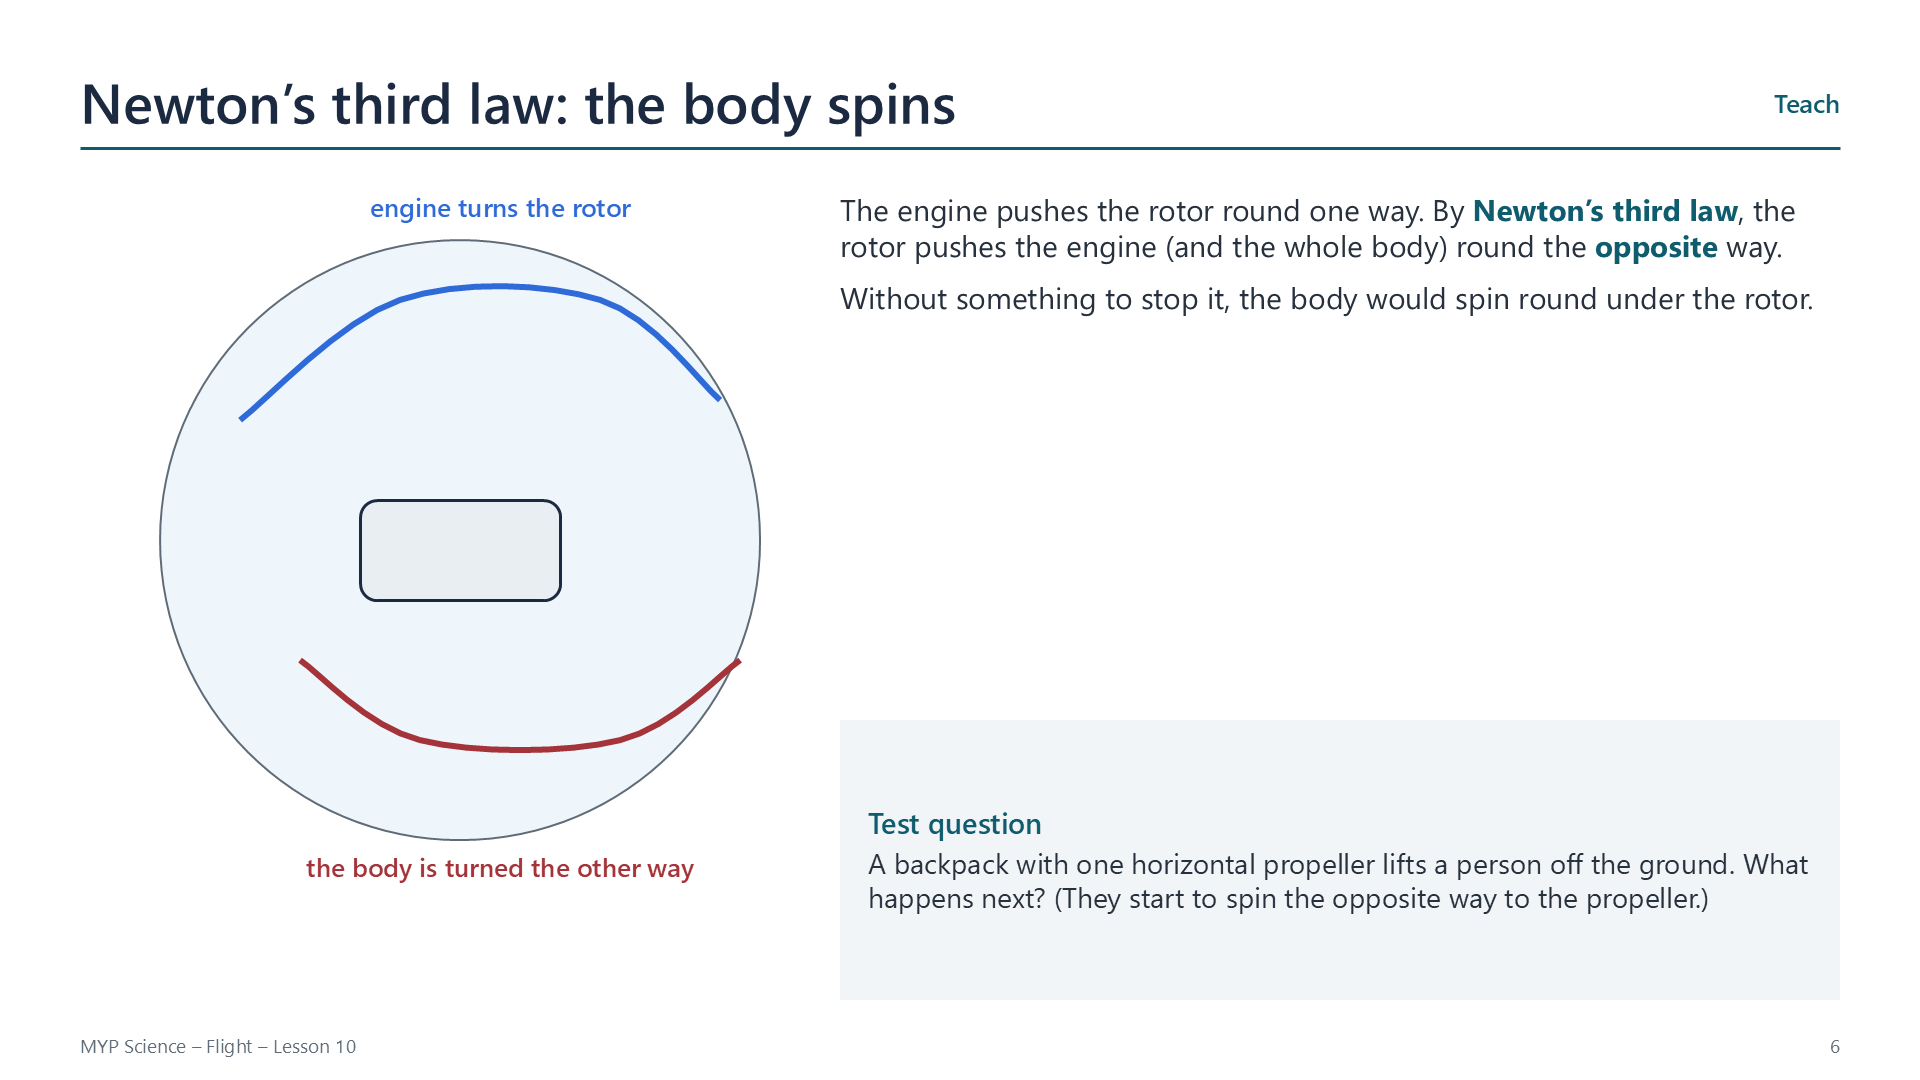 Newton’s third law: the body spins
Teach
engine turns the rotor
the body is turned the other way
The engine pushes the rotor round one way. By Newton’s third law, the
rotor pushes the engine (and the whole body) round the opposite way.
Without something to stop it, the body would spin round under the rotor.
Test question
A backpack with one horizontal propeller lifts a person off the ground. What
happens next? (They start to spin the opposite way to the propeller.)
MYP Science – Flight – Lesson 10
6